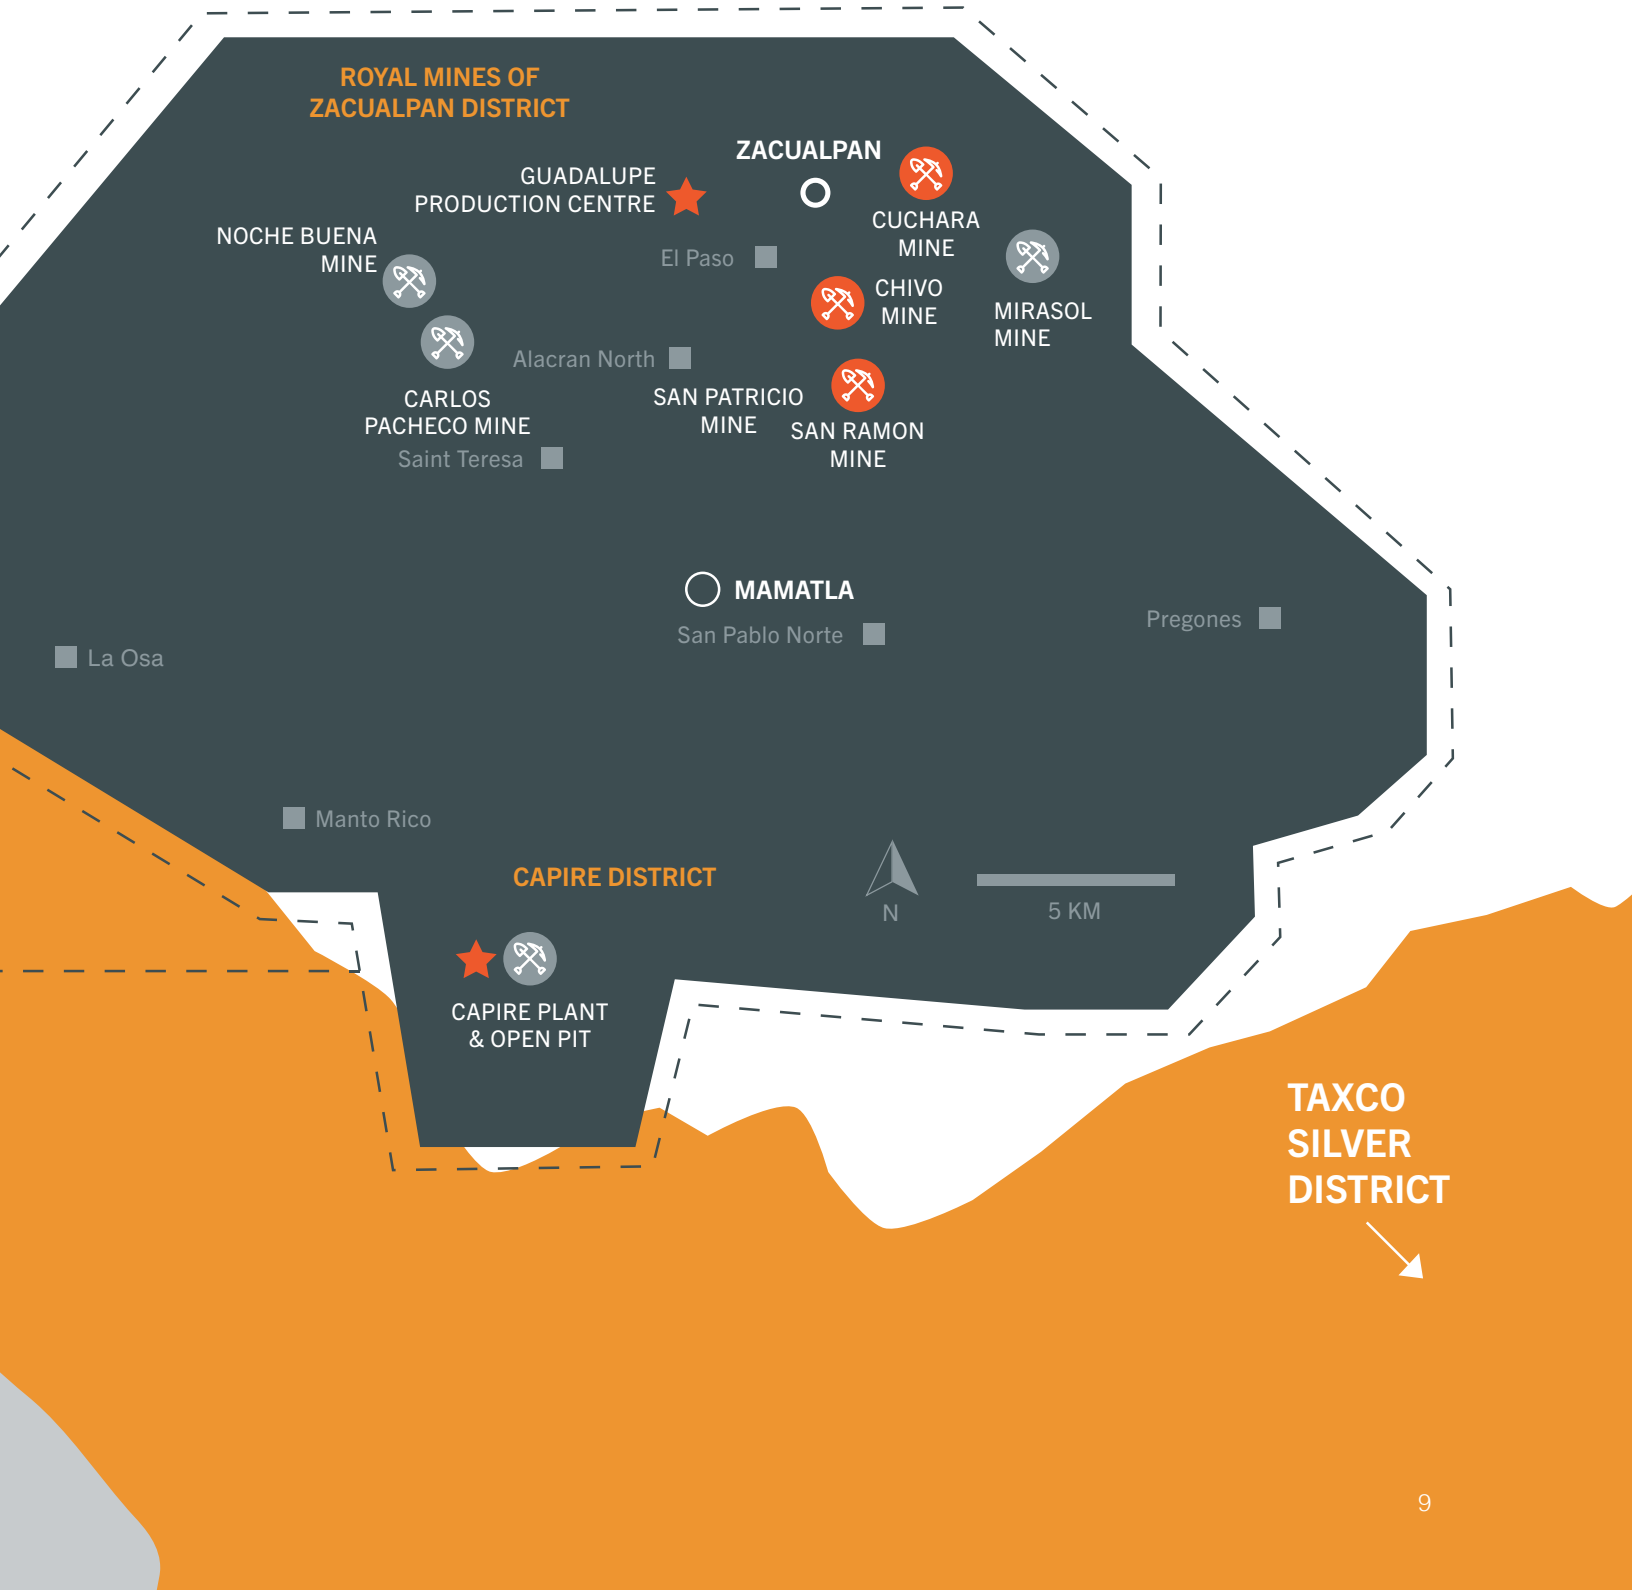 ROYAL MINES OF
ZACUALPAN DISTRICT
ZACUALPAN
GUADALUPE
PRODUCTION CENTRE
CUCHARA
MINE
NOCHE BUENA
MINE
El Paso
CHIVO
MINE
MIRASOL
MINE
Alacran North
CARLOS
PACHECO MINE
SAN PATRICIO
MINE
SAN RAMON
MINE
Saint Teresa
MAMATLA
San Pablo Norte
Pregones
La Osa
Manto Rico
CAPIRE DISTRICT
N
5 KM
CAPIRE PLANT
& OPEN PIT
TAXCO
SILVER
DISTRICT
9